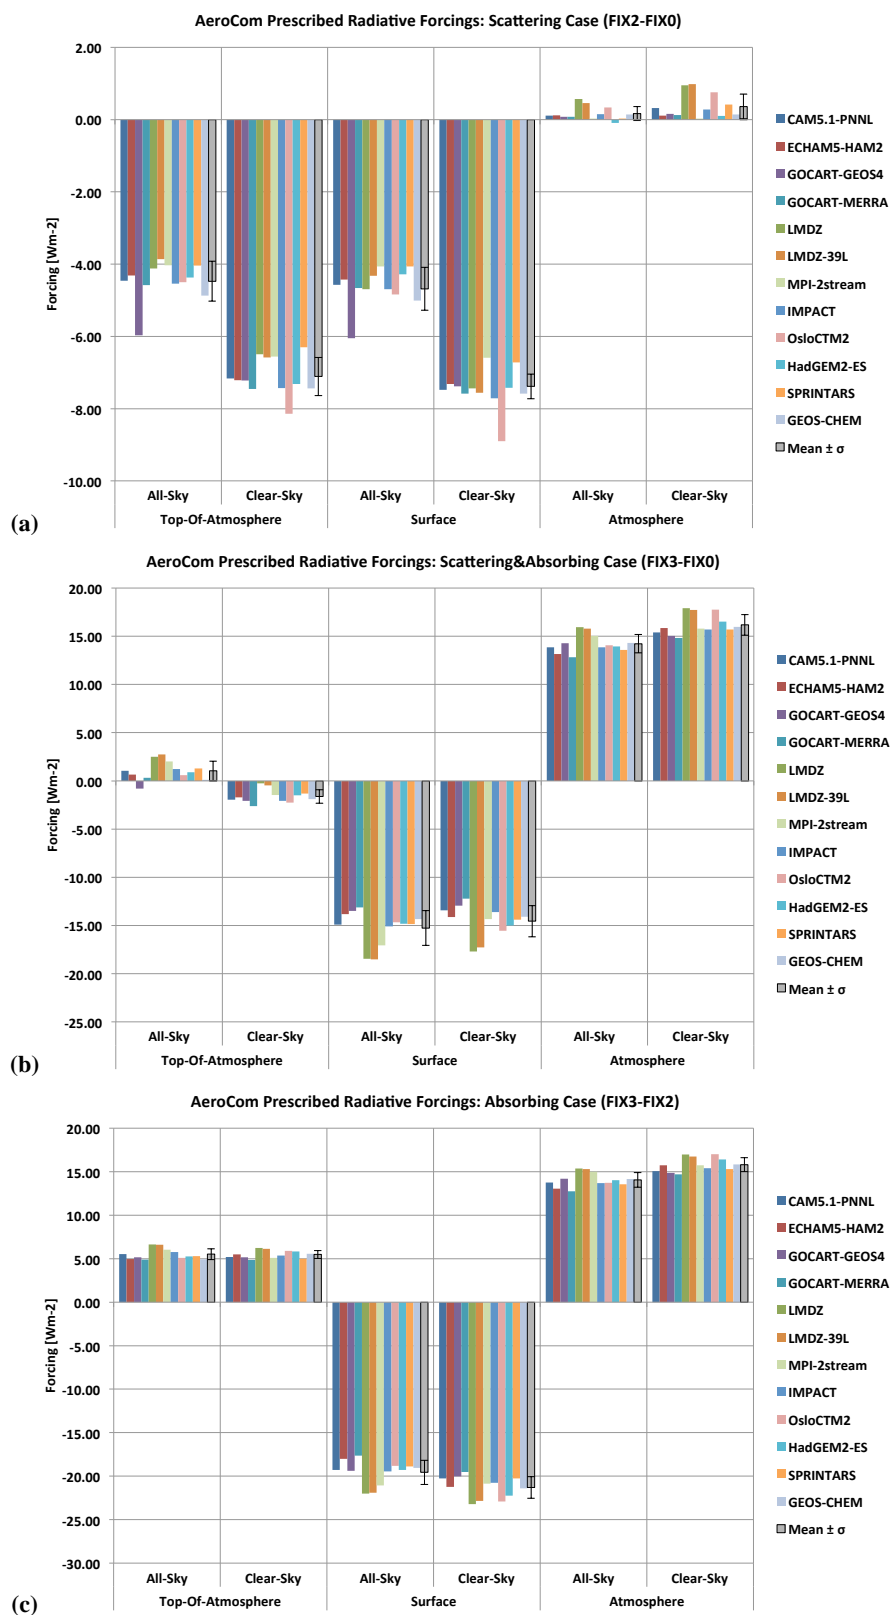 AeroCom Prescribed Radiative Forcings: Scattering Case (FIX2-FIX0)
2.00
0.00
-2.00
-4.00
-6.00
-8.00
-10.00
Forcing [Wm-2]
CAM5.1-PNNL
ECHAM5-HAM2
GOCART-GEOS4
GOCART-MERRA
LMDZ
LMDZ-39L
MPI-2stream
IMPACT
OsloCTM2
HadGEM2-ES
SPRINTARS
GEOS-CHEM
Mean ± σ
All-Sky Clear-Sky All-Sky Clear-Sky All-Sky Clear-Sky
Top-Of-Atmosphere Surface Atmosphere
(a)
AeroCom Prescribed Radiative Forcings: Scattering&Absorbing Case (FIX3-FIX0)
20.00
15.00
10.00
5.00
0.00
-5.00
-10.00
-15.00
-20.00
-25.00
Forcing [Wm-2]
CAM5.1-PNNL
ECHAM5-HAM2
GOCART-GEOS4
GOCART-MERRA
LMDZ
LMDZ-39L
MPI-2stream
IMPACT
OsloCTM2
HadGEM2-ES
SPRINTARS
GEOS-CHEM
Mean ± σ
All-Sky Clear-Sky All-Sky Clear-Sky All-Sky Clear-Sky
Top-Of-Atmosphere Surface Atmosphere
(b)
AeroCom Prescribed Radiative Forcings: Absorbing Case (FIX3-FIX2)
20.00
15.00
10.00
5.00
0.00
-5.00
-10.00
-15.00
-20.00
-25.00
-30.00
Forcing [Wm-2]
CAM5.1-PNNL
ECHAM5-HAM2
GOCART-GEOS4
GOCART-MERRA
LMDZ
LMDZ-39L
MPI-2stream
IMPACT
OsloCTM2
HadGEM2-ES
SPRINTARS
GEOS-CHEM
Mean ± σ
All-Sky Clear-Sky All-Sky Clear-Sky All-Sky Clear-Sky
Top-Of-Atmosphere Surface Atmosphere
(c)